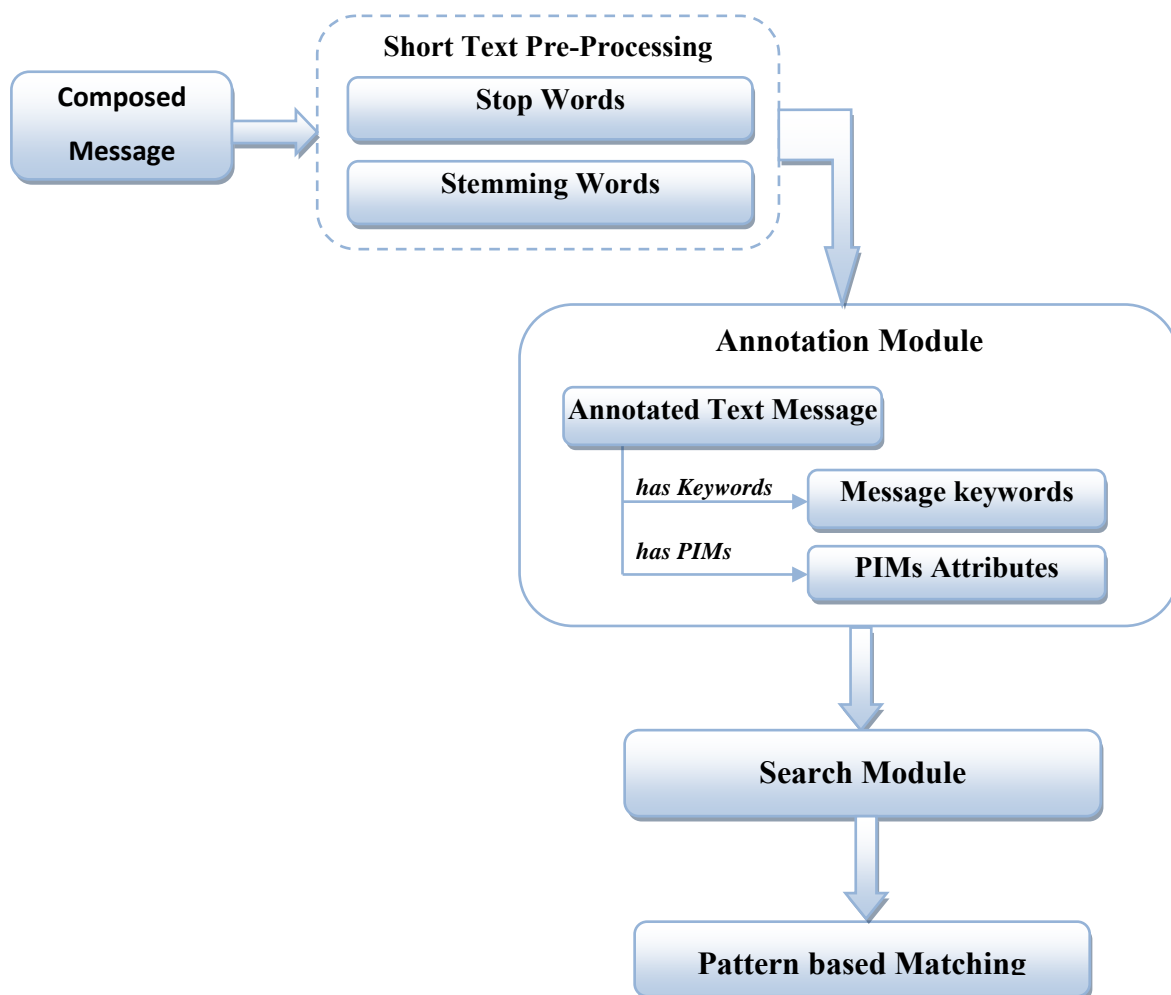 Short Text Pre-Processing
Composed
Message
Stop Words
Stemming Words
Annotation Module
Annotated Text Message
has Keywords
Message keywords
has PIMs
PIMs Attributes
Search Module
Pattern based Matching